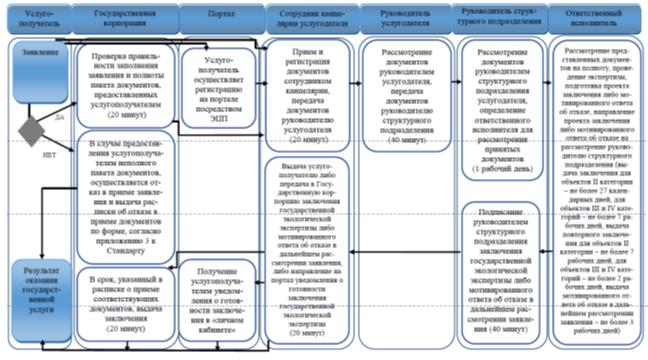 Услуго-
получатель
Государственная
корпорация
Портал
Сотрудник канце-
лярии услугодателя
Руководитель
услугодателя
Руководитель струк-
турного подразделения
Ответственный
исполнитель
Заявление
ДА
НЕТ
Результат
оказания
государст-
венной
услуги
Проверка правиль-
ности заполнения
заявления и полноты
пакета документов,
предоставленных
услугополучателем
(20 минут)
В случае предостав-
ления услугополуча-
телем неполного
пакета документов,
осуществляется от-
каз в приеме заявле-
ния и выдача рас-
писки об отказе в
приеме документов
по форме, согласно
приложению 3 к
Стандарту
В срок, указанный в
расписке о приеме
соответствующих
документов, выдача
заключения
(20 минут)
Услуго-
получатель
осуществляет
регистрацию
на портале
посредством
ЭЦП
Получение
услугополуча-
телем уведомле-
ния о готов-
ности заключе-
ния в «личном
кабинете»
Прием и
регистрация
документов
сотрудником
канцелярии,
передача
документов
руководителю
услугодателя
(20 минут)
Выдача услуго-
получателю либо
передача в Госу-
дарственную кор-
порацию заключения
государственной
экологической
экспертизы либо
мотивированного
ответа об отказе в
дальнейшем рас-
смотрении заявле-
ния, либо направление
на портал уведомления
о готовности
заключения
государственной
экологической
экспертизы
(20 минут)
Рассмотрение
документов
руководителем
услугодателя,
передача
документов
руководителю
структурного
подразделения
(40 минут)
Рассмотрение
документов
руководителем
структурного
подразделения
услугодателя,
определение
ответственного
исполнителя для
рассмотрения
принятых
документов
(1 рабочий день)
Подписание
руководителем
структурного
подразделения
заключения
государственной
экологической
экспертизы либо
мотивированного
ответа об отказе в
дальнейшем рас-
смотрении заявле-
ния (40 минут)
Рассмотрение пред-
ставленных докумен-
тов на полноту, прове-
дение экспертизы,
подготовка проекта
заключения либо мо-
тивированного ответа
об отказе, направление
проекта заключения
либо мотивированного
ответа об отказе на
рассмотрение руково-
дителю структурного
подразделения (вы-
дача заключения для
объектов II категории
– не более 27 кален-
дарных дней, для
объектов III и IV кате-
горий – не более 7 ра-
бочих дней, выдача
повторного заключе-
ния для объектов II
категории – не более 7
рабочих дней, для
объектов III и IV кате-
горий – не более 7 ра-
бочих дней, выдача
мотивированного от-
вета об отказе в даль-
нейшем рассмотрении
заявления – не более 3
рабочих дней)